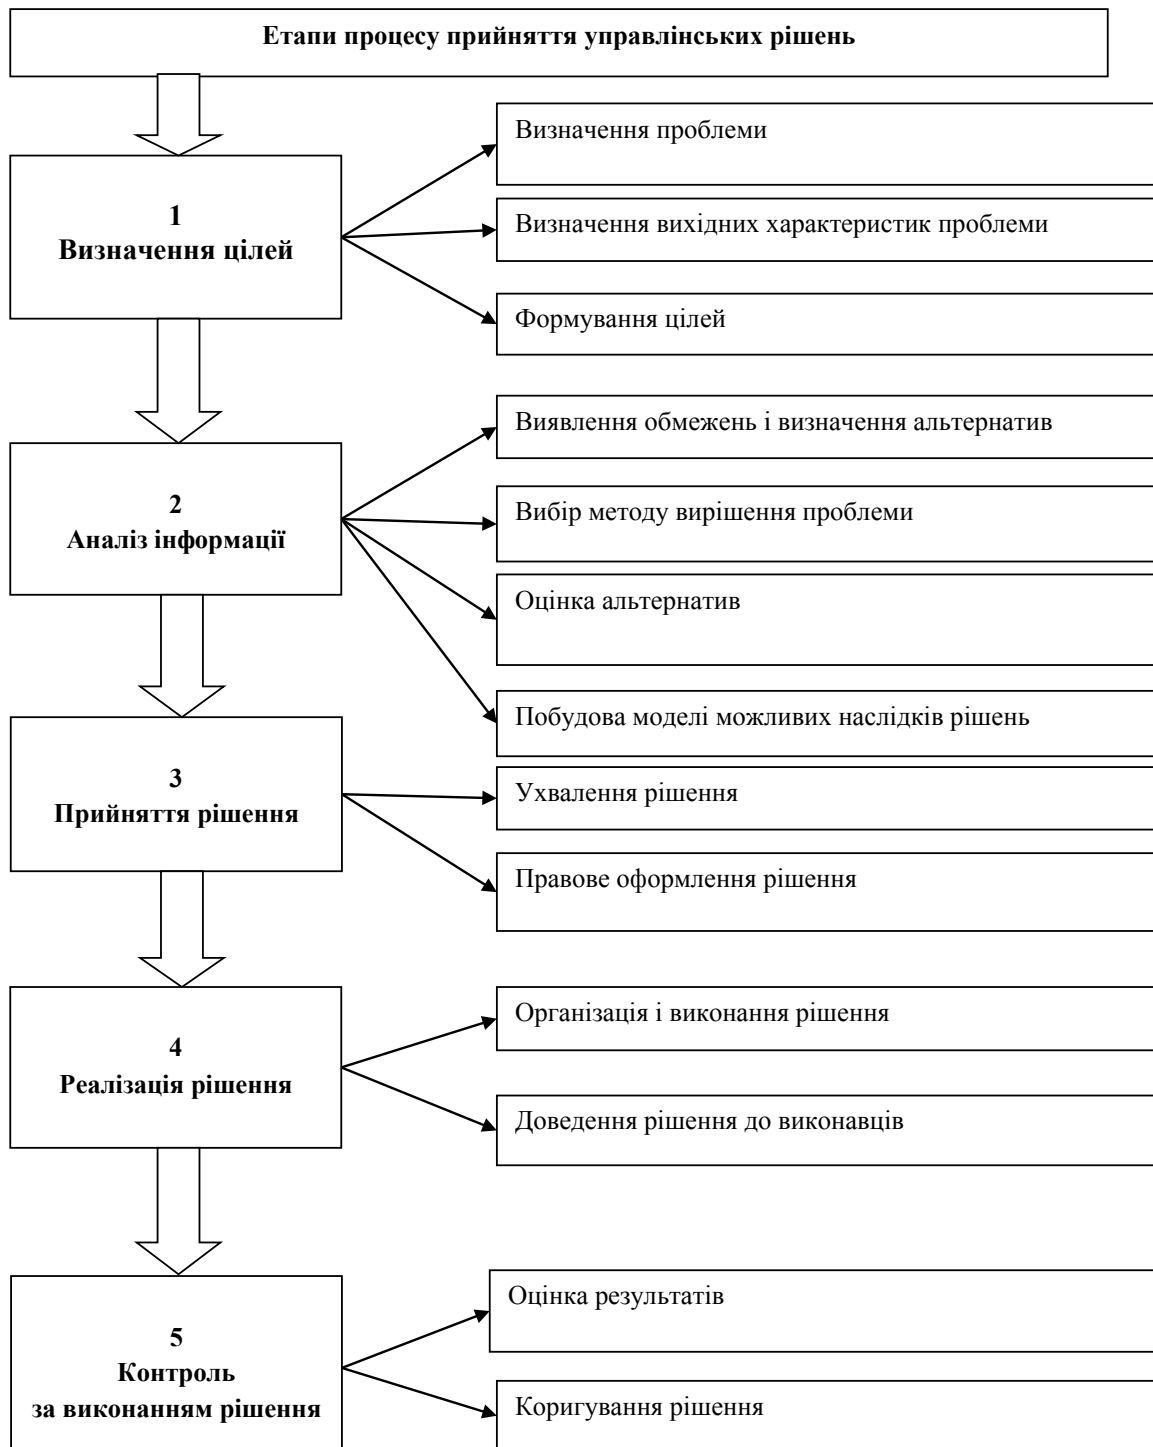 Етапи процесу прийняття управлінських рішень
1
Визначення цілей
Визначення проблеми
Визначення вихідних характеристик проблеми
Формування цілей
2
Аналіз інформації
Виявлення обмежень і визначення альтернатив
Вибір методу вирішення проблеми
Оцінка альтернатив
Побудова моделі можливих наслідків рішень
3
Прийняття рішення
Ухвалення рішення
Правове оформлення рішення
4
Реалізація рішення
Організація і виконання рішення
Доведення рішення до виконавців
5
Контроль
за виконанням рішення
Оцінка результатів
Коригування рішення